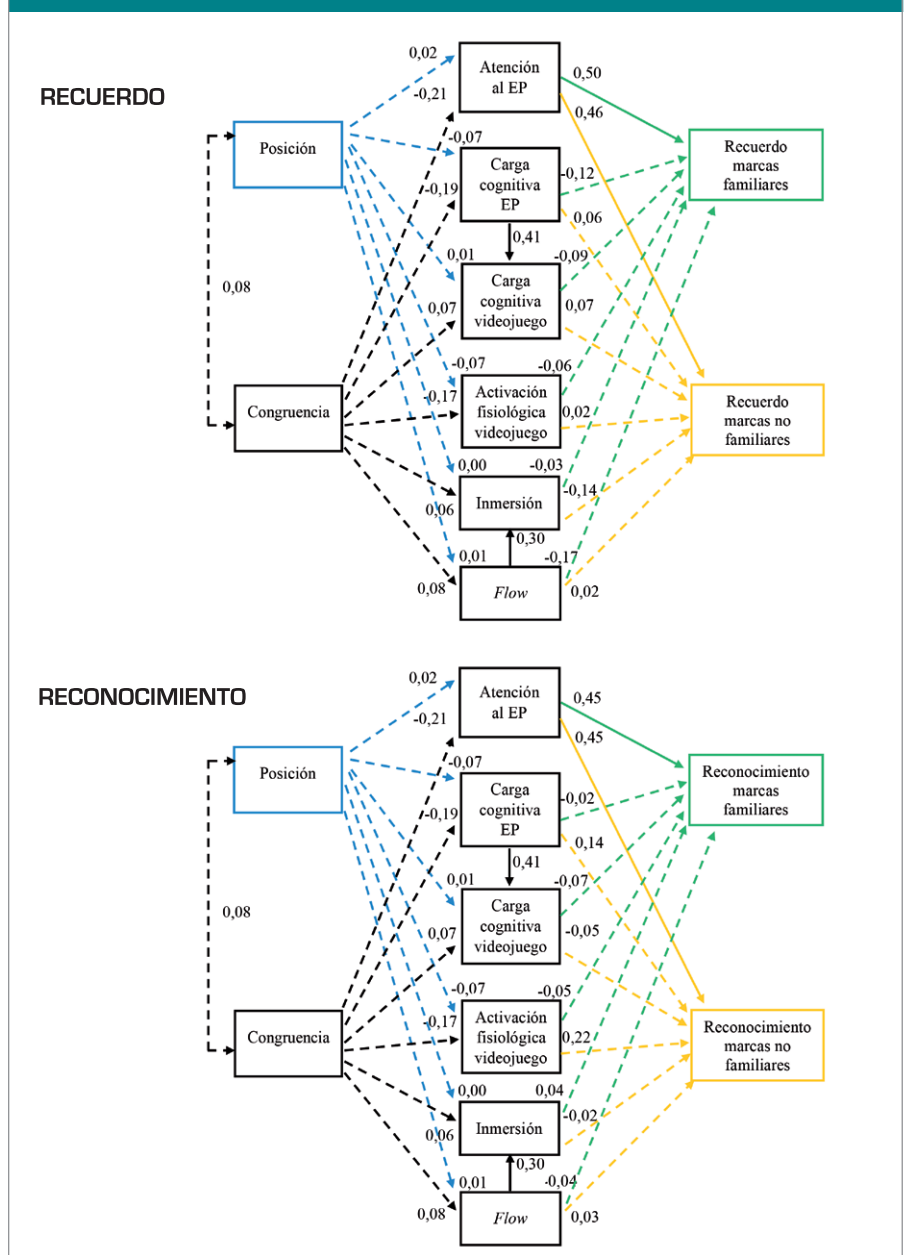 RECUERDO
0,02
Atención
al EP
0,50
-0,21
0,46
Posición
-0,07
Carga
cognitiva
EP
-0,12
Recuerdo
marcas
familiares
-0,19
0,06
0,41
0,08
0,01
-0,09
Carga
cognitiva
videojuego
0,07
0,07
-0,07
-0,06
Congruencia
-0,17
Activación
fisiológica
videojuego
0,02
Recuerdo
marcas no
familiares
0,00
-0,03
Inmersión
-0,14
0,06
0,30
0,01
-0,17
0,08
Flow
0,02
RECONOCIMIENTO
0,02
Atención
al EP
0,45
-0,21
0,45
Posición
-0,07
Carga
cognitiva
EP
-0,02
Reconocimiento
marcas
familiares
-0,19
0,14
0,41
0,08
0,01
-0,07
Carga
cognitiva
videojuego
0,07
-0,05
-0,07
-0,05
Congruencia
-0,17
Activación
fisiológica
videojuego
0,22
Reconocimiento
marcas no
familiares
0,00
0,04
Inmersión
-0,02
0,06
0,30
0,01
-0,04
0,08
Flow
0,03